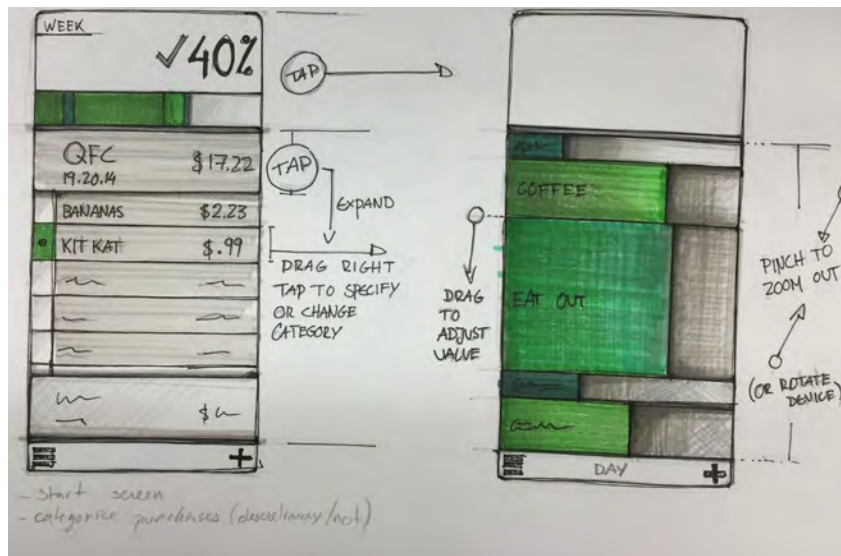 WEEK
✓40%
TAP
QFC
$17.22
19.20.14
TAP
BANANAS
$2.23
EXPAND
KIT KAT
$.99
DRAG RIGHT
TAP TO SPECIFY
OR CHANGE
CATEGORY
COFFEE
EAT OUT
DRAG
TO
ADJUST
VALUE
PINCH TO
ZOOM OUT
(OR ROTATE
DEVICE)
DAY
- start screen
- categorize purchases (/not)